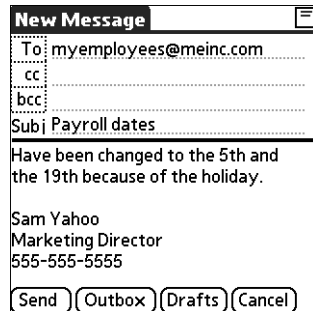 New Message
To myemployees@meinc.com
cc
bcc
Subj Payroll dates
Have been changed to the 5th and
the 19th because of the holiday.
Sam Yahoo
Marketing Director
555-555-5555
Send Outbox Drafts Cancel